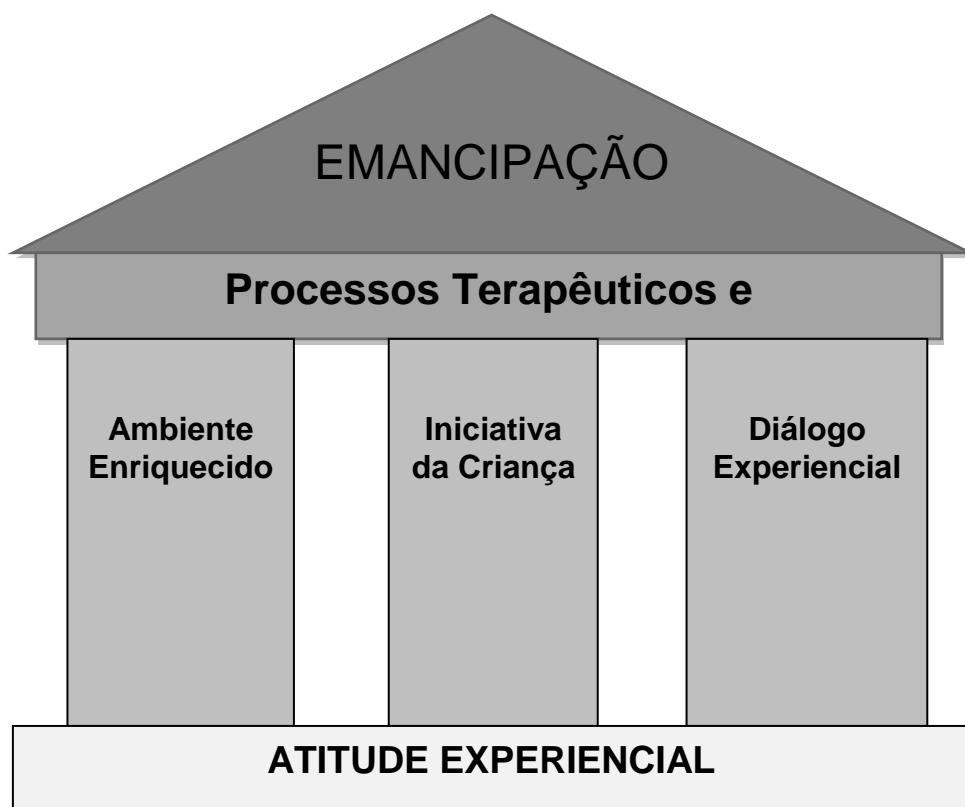 EMANCIPAÇÃO
Processos Terapêuticos e
Ambiente
Enriquecido
Iniciativa
da Criança
Diálogo
Experiencial
ATITUDE EXPERIENCIAL